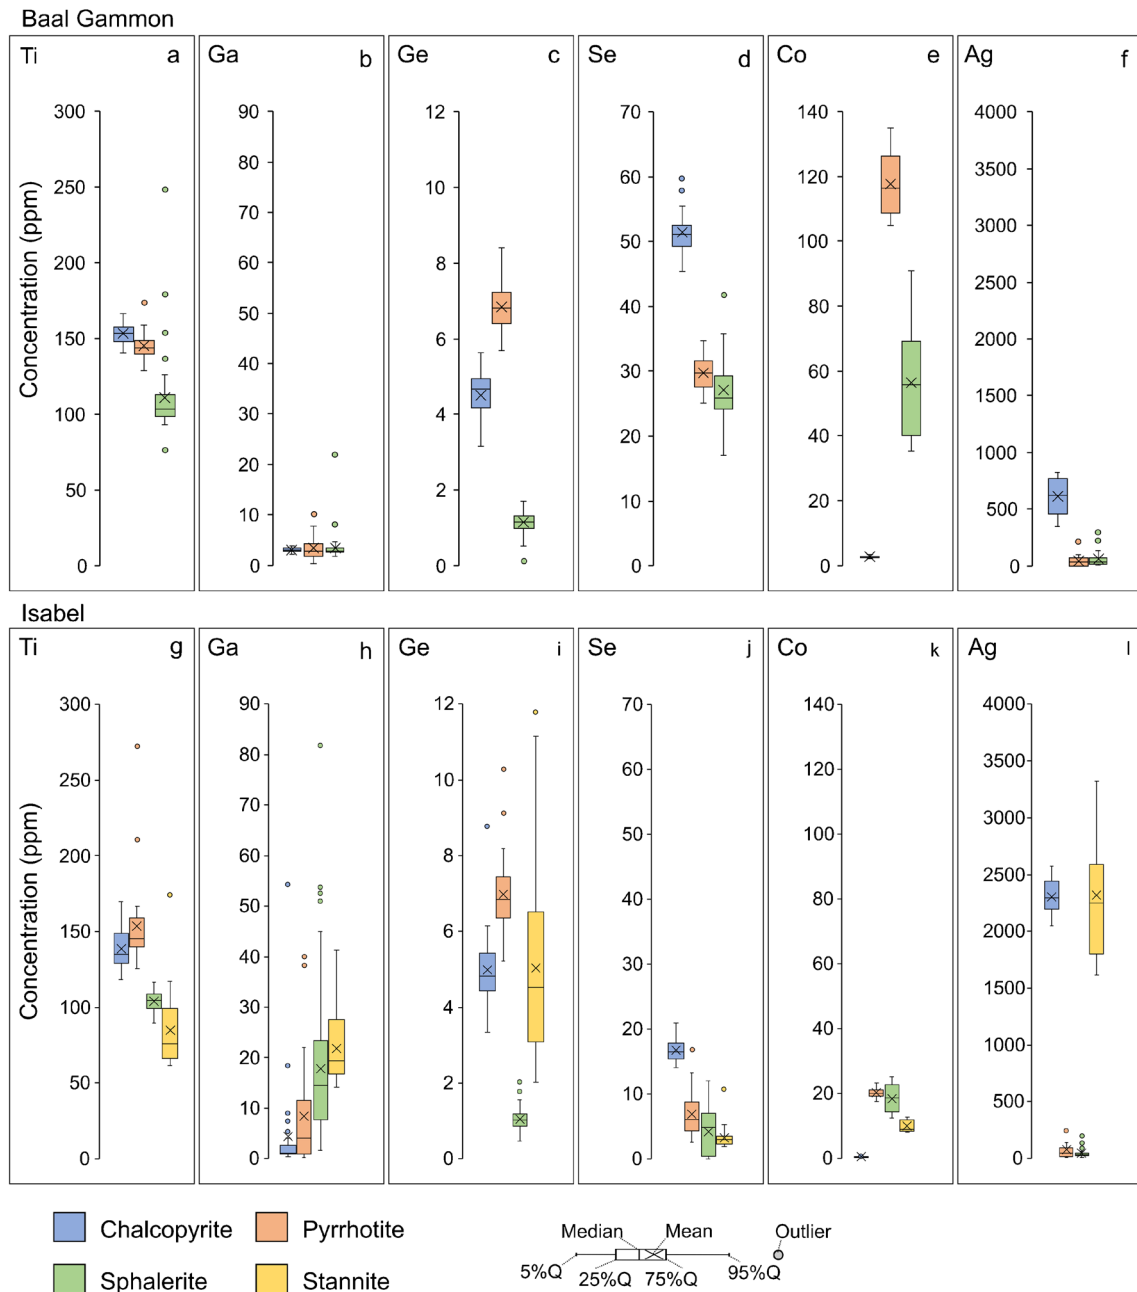 Baal Gammon
Ti a Ga b Ge c Se d Co e Ag f
300 90 12 70 140 4000
80 3500
250 10 60 120
70 3000
200 60 8 50 100
2500
50 40 80
150 6 2000
40 30 60
100 30 4 1500
20 40
20 1000
50 2
10 10 20 500
0 0 0 0 0 0
Concentration (ppm)
Isabel
Ti g Ga h Ge i Se j Co k Ag l
300 90 12 70 140 4000
80 3500
250 10 60 120
70 3000
200 60 8 50 100
2500
50 40 80
150 6 2000
40 30 60
100 30 4 1500
20 40
20 1000
50 2
10 10 20 500
0 0 0 0 0 0
Concentration (ppm)
Chalcopyrite Pyrrhotite
Sphalerite Stannite
Median Mean Outlier
5%Q 25%Q 75%Q 95%Q